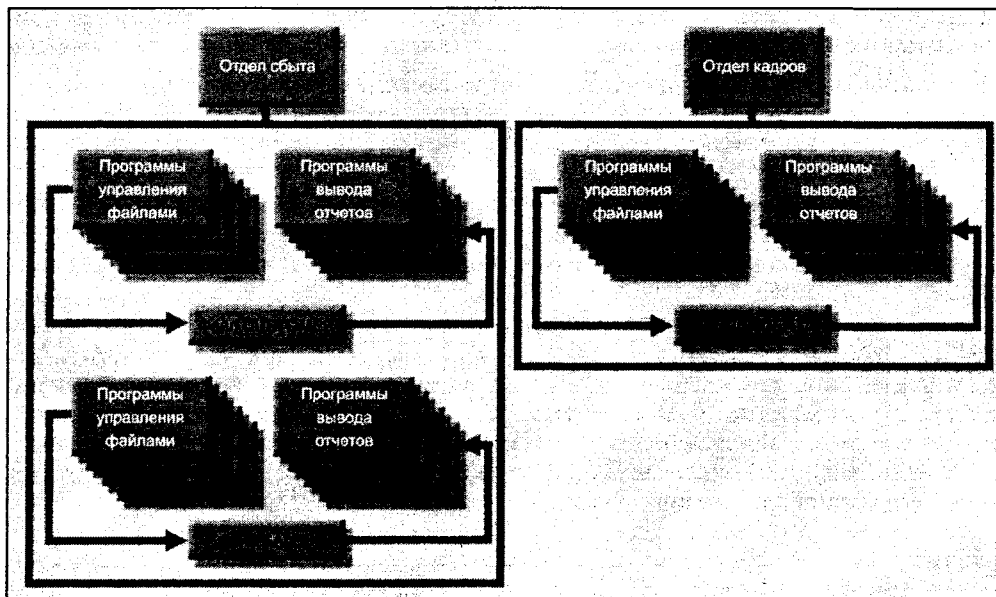 Отдел сбыта
Отдел кадров
Программы
управления
файлами
Программы
вывода
отчетов
Программы
управления
файлами
Программы
вывода
отчетов
Программы
управления
файлами
Программы
вывода
отчетов